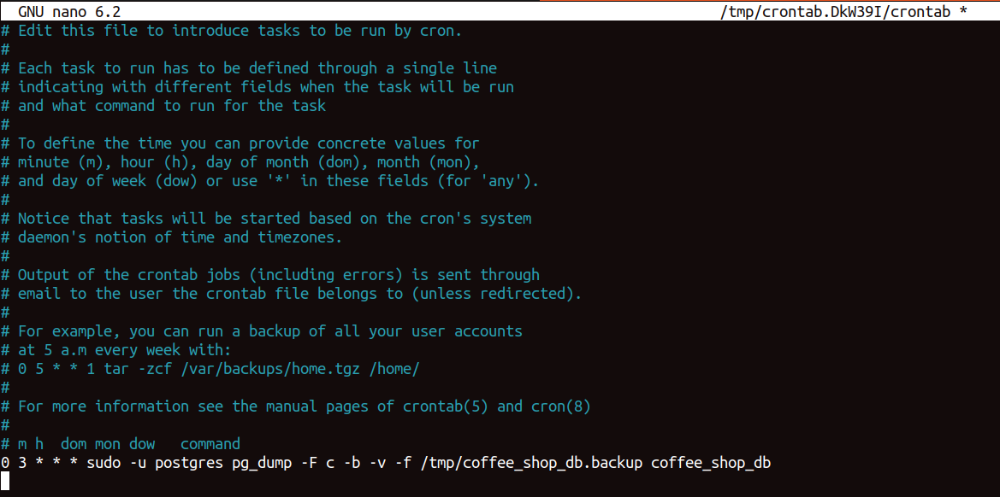 GNU nano 6.2 /tmp/crontab.DkW39I/crontab *
# Edit this file to introduce tasks to be run by cron.
#
# Each task to run has to be defined through a single line
# indicating with different fields when the task will be run
# and what command to run for the task
#
# To define the time you can provide concrete values for
# minute (m), hour (h), day of month (dom), month (mon),
# and day of week (dow) or use '*' in these fields (for 'any').
#
# Notice that tasks will be started based on the cron's system
# daemon's notion of time and timezones.
#
# Output of the crontab jobs (including errors) is sent through
# email to the user the crontab file belongs to (unless redirected).
#
# For example, you can run a backup of all your user accounts
# at 5 a.m every week with:
# 0 5 * * 1 tar -zcf /var/backups/home.tgz /home/
#
# For more information see the manual pages of crontab(5) and cron(8)
#
# m h  dom mon dow   command
0 3 * * * sudo -u postgres pg_dump -F c -b -v -f /tmp/coffee_shop_db.backup coffee_shop_db